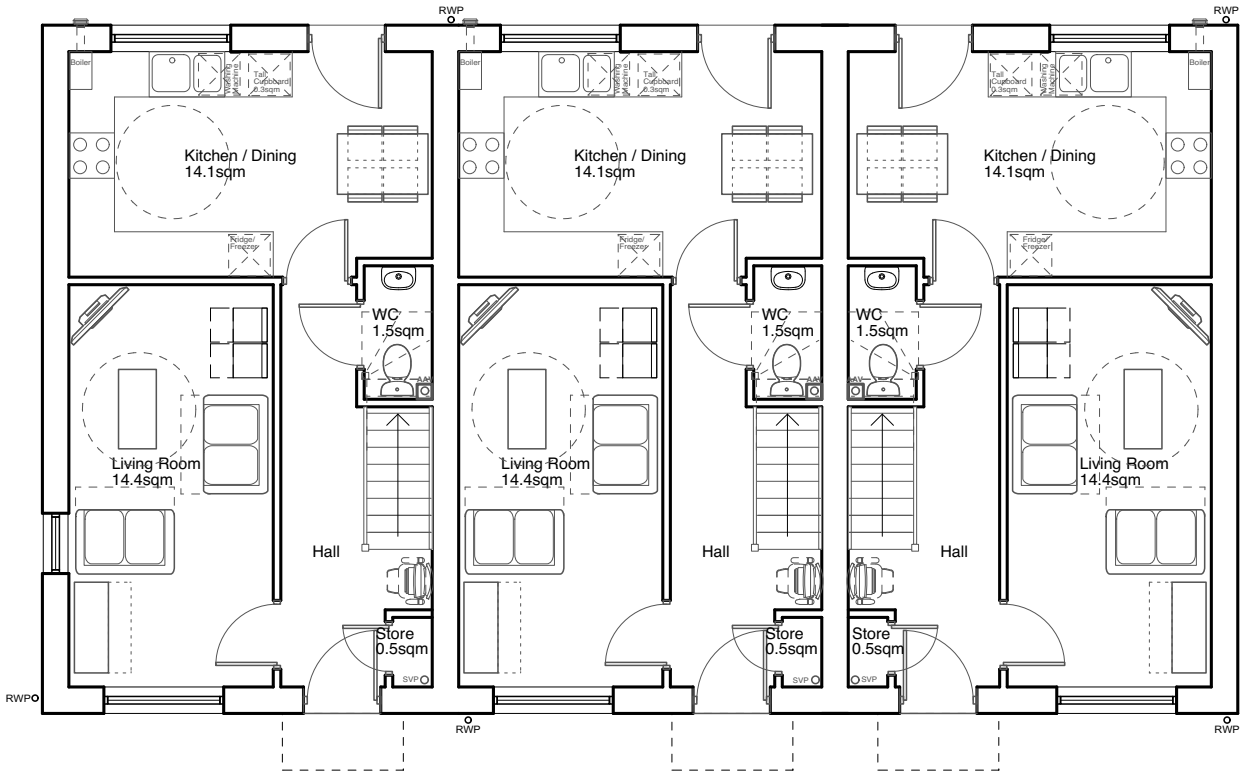 RWP
RWP
Boiler
Washing
Machine
Tall
Cupboard
0.3sqm
Boiler
Washing
Machine
Tall
Cupboard
0.3sqm
Tall
Cupboard
0.3sqm
Washing
Machine
Boiler
Kitchen / Dining
14.1sqm
Kitchen / Dining
14.1sqm
Kitchen / Dining
14.1sqm
Fridge/
Freezer
Fridge/
Freezer
Fridge/
Freezer
WC
1.5sqm
WC
1.5sqm
WC
1.5sqm
AAV
AAV
AAV
Living Room
14.4sqm
Living Room
14.4sqm
Living Room
14.4sqm
Hall
Hall
Hall
Store
0.5sqm
Store
0.5sqm
Store
0.5sqm
SVP
SVP
SVP
RWP
RWP
RWP